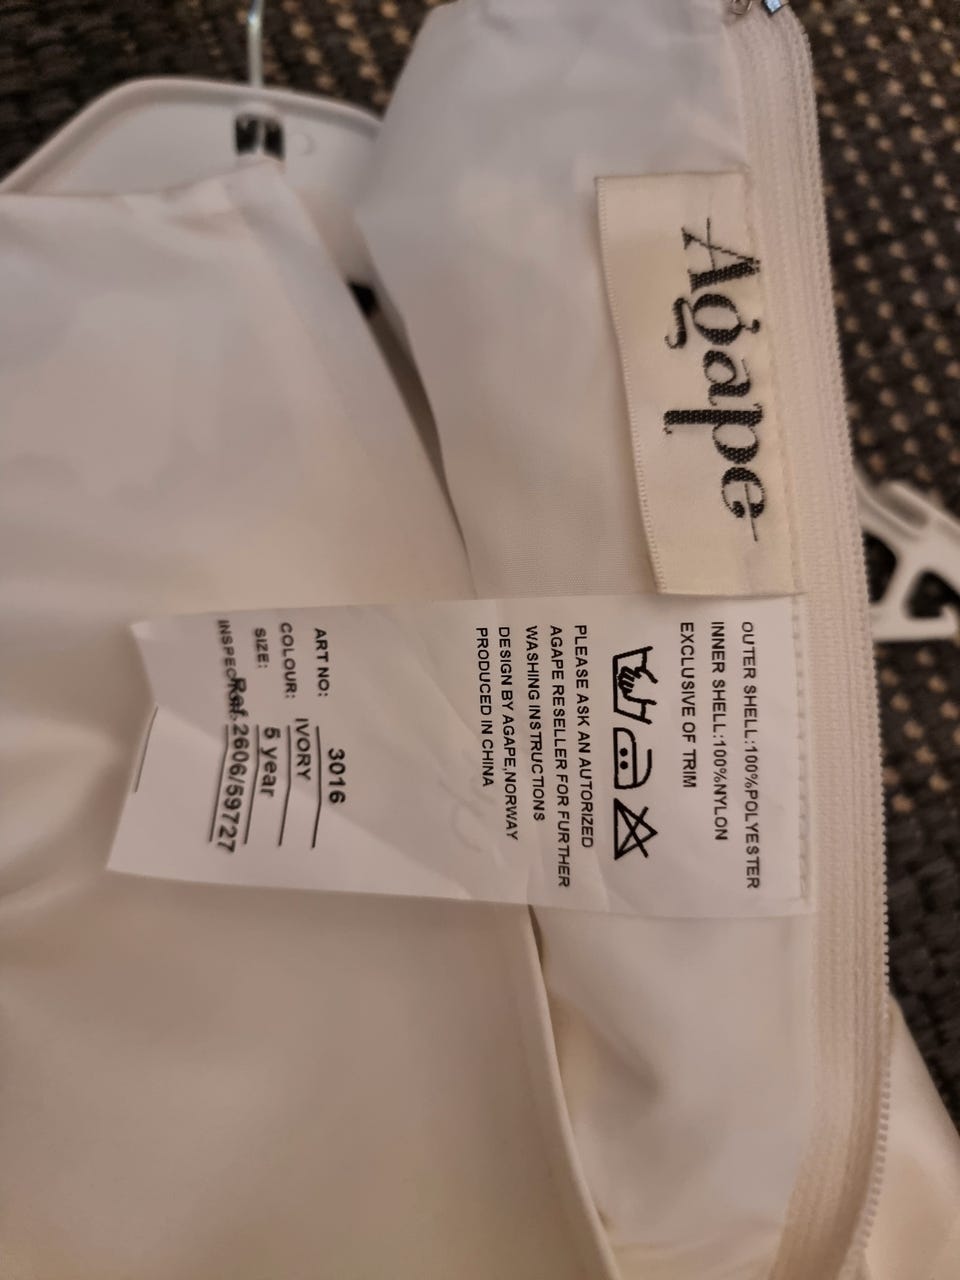 Agape
OUTER SHELL:100%POLYESTER
INNER SHELL:100%NYLON
EXCLUSIVE OF TRIM
PLEASE ASK AN AUTORIZED
AGAPE RESELLER FOR FURTHER
WASHING INSTRUCTIONS
DESIGN BY AGAPE,NORWAY
PRODUCED IN CHINA
ART NO: 3016
COLOUR: IVORY
SIZE: 5 year
Ref.2606/59727